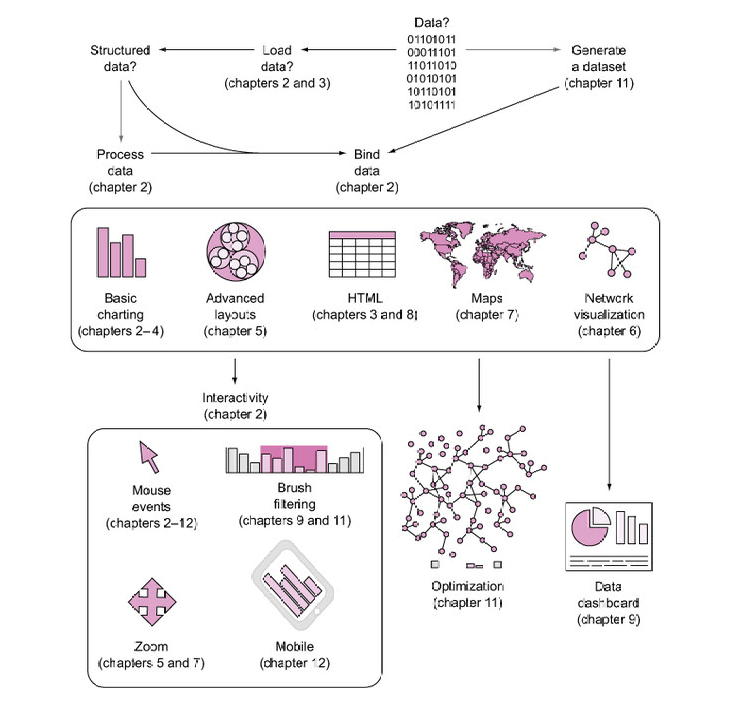 Data?
01101011
00011101
11011010
01010101
10110101
10101111
Structured
data?
Load
data?
(chapters 2 and 3)
Generate
a dataset
(chapter 11)
Process
data
(chapter 2)
Bind
data
(chapter 2)
Basic
charting
(chapters 2–4)
Advanced
layouts
(chapter 5)
HTML
(chapters 3 and 8)
Maps
(chapter 7)
Network
visualization
(chapter 6)
Interactivity
(chapter 2)
Mouse
events
(chapters 2–12)
Brush
filtering
(chapters 9 and 11)
Zoom
(chapters 5 and 7)
Mobile
(chapter 12)
Optimization
(chapter 11)
Data
dashboard
(chapter 9)